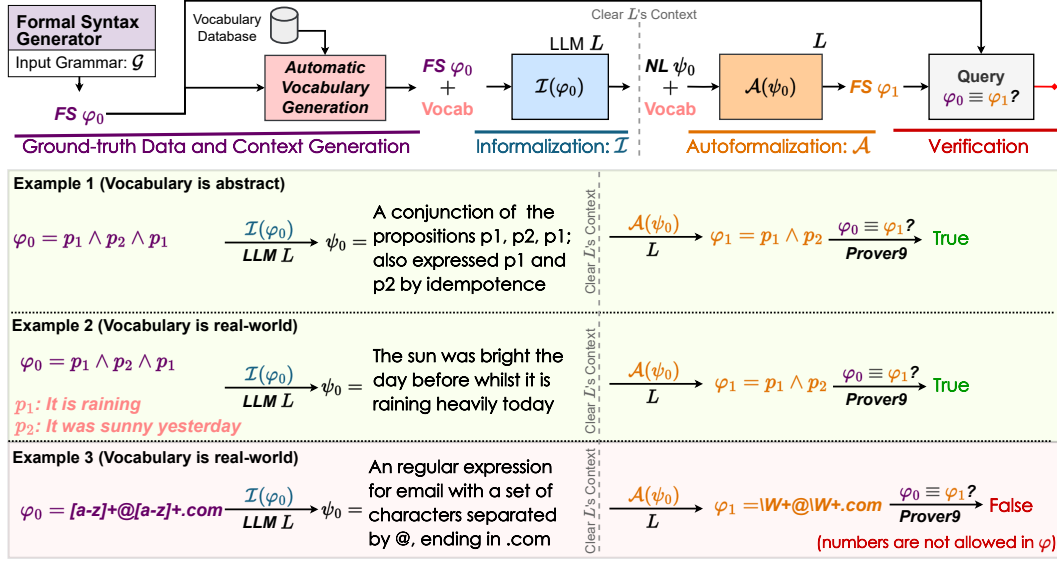 Formal Syntax
Generator
Input Grammar: 𝒢
FS φ₀
Vocabulary
Database
Automatic
Vocabulary
Generation
FS φ₀
+
Vocab
LLM L
ℐ(φ₀)
Clear L's Context
NL ψ₀
+
Vocab
L
𝒜(ψ₀)
FS φ₁
Query
φ₀ ≡ φ₁?
Ground-truth Data and Context Generation
Informalization: ℐ
Autoformalization: 𝒜
Verification
Example 1 (Vocabulary is abstract)
φ₀ = p₁ ∧ p₂ ∧ p₁
ℐ(φ₀)
LLM L
ψ₀ =
A conjunction of the
propositions p1, p2, p1;
also expressed p1 and
p2 by idempotence
Clear L's Context
𝒜(ψ₀)
L
φ₁ = p₁ ∧ p₂
φ₀ ≡ φ₁?
Prover9
True
Example 2 (Vocabulary is real-world)
φ₀ = p₁ ∧ p₂ ∧ p₁
p₁: It is raining
p₂: It was sunny yesterday
ℐ(φ₀)
LLM L
ψ₀ =
The sun was bright the
day before whilst it is
raining heavily today
Clear L's Context
𝒜(ψ₀)
L
φ₁ = p₁ ∧ p₂
φ₀ ≡ φ₁?
Prover9
True
Example 3 (Vocabulary is real-world)
φ₀ = [a-z]+@[a-z]+.com
ℐ(φ₀)
LLM L
ψ₀ =
An regular expression
for email with a set of
characters separated
by @, ending in .com
Clear L's Context
𝒜(ψ₀)
L
φ₁ =\W+@\W+.com
φ₀ ≡ φ₁?
Prover9
False
(numbers are not allowed in φ)